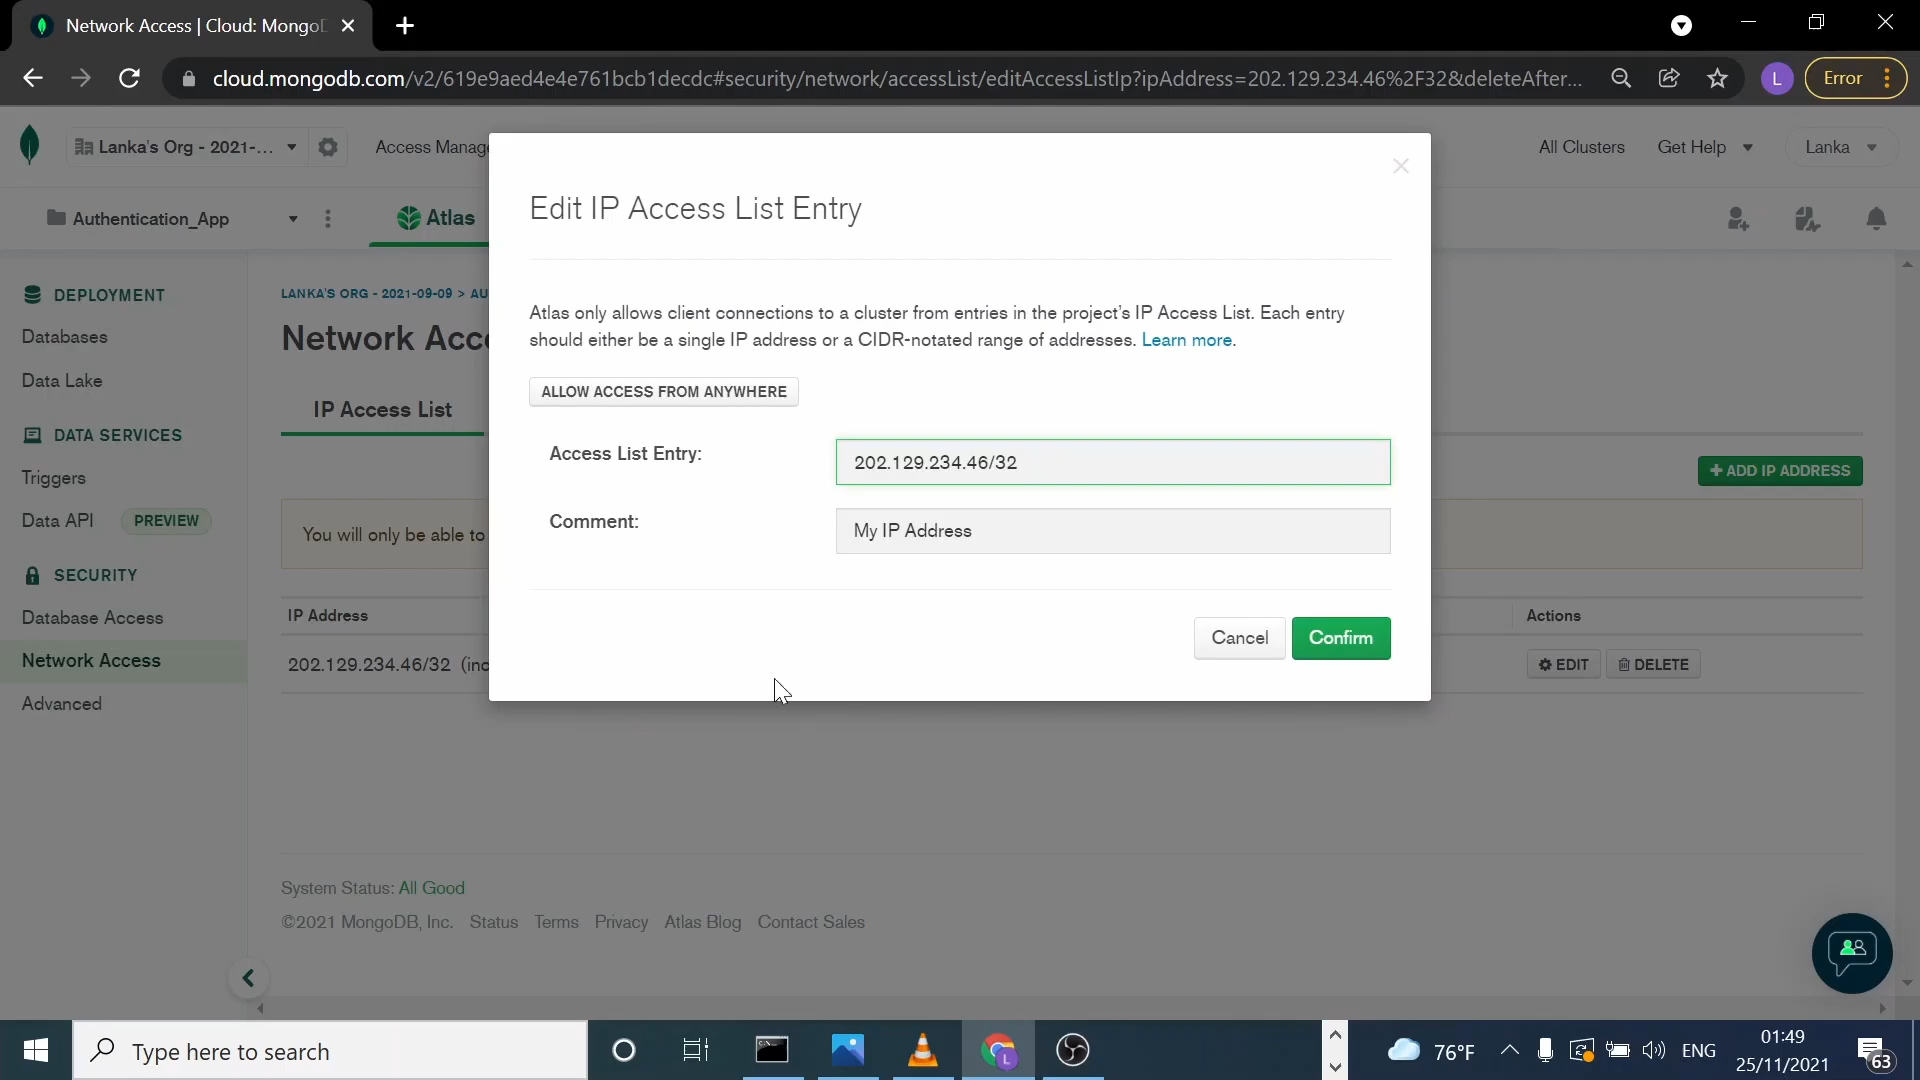 Network Access | Cloud: MongoD
cloud.mongodb.com/v2/619e9aed4e4e761bcb1decdc#security/network/accessList/editAccessListIp?ipAddress=202.129.234.46%2F32&deleteAfter...
L
Error
Lanka's Org - 2021-...
Access Manage
All Clusters
Get Help
Lanka
Authentication_App
Atlas
DEPLOYMENT
Databases
Data Lake
DATA SERVICES
Triggers
Data API PREVIEW
SECURITY
Database Access
Network Access
Advanced
LANKA'S ORG - 2021-09-09 > AU
Network Acce
IP Access List
+ ADD IP ADDRESS
You will only be able to
IP Address
Actions
202.129.234.46/32 (inc
EDIT
DELETE
Edit IP Access List Entry
Atlas only allows client connections to a cluster from entries in the project's IP Access List. Each entry
should either be a single IP address or a CIDR-notated range of addresses. Learn more.
ALLOW ACCESS FROM ANYWHERE
Access List Entry:
202.129.234.46/32
Comment:
My IP Address
Cancel
Confirm
System Status: All Good
©2021 MongoDB, Inc. Status Terms Privacy Atlas Blog Contact Sales
Type here to search
L
76°F
ENG
01:49
25/11/2021
63